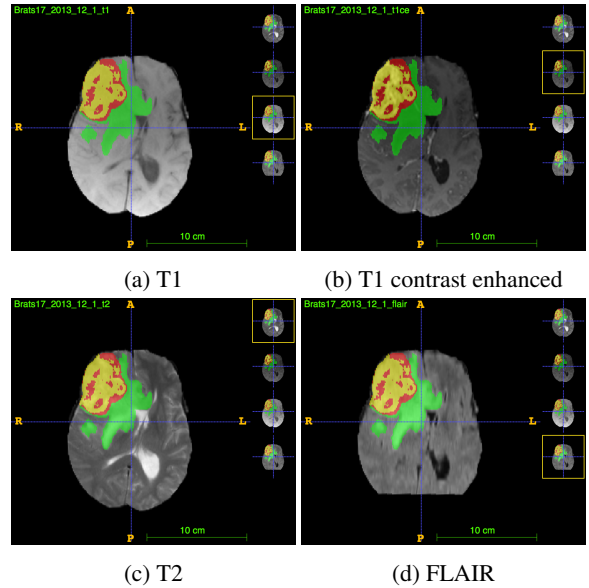 Brats17_2013_12_1_t1
A
R
L
P
10 cm
(a) T1
Brats17_2013_12_1_t1ce
A
R
L
P
10 cm
(b) T1 contrast enhanced
Brats17_2013_12_1_t2
A
R
L
P
10 cm
(c) T2
Brats17_2013_12_1_flair
A
R
L
P
10 cm
(d) FLAIR